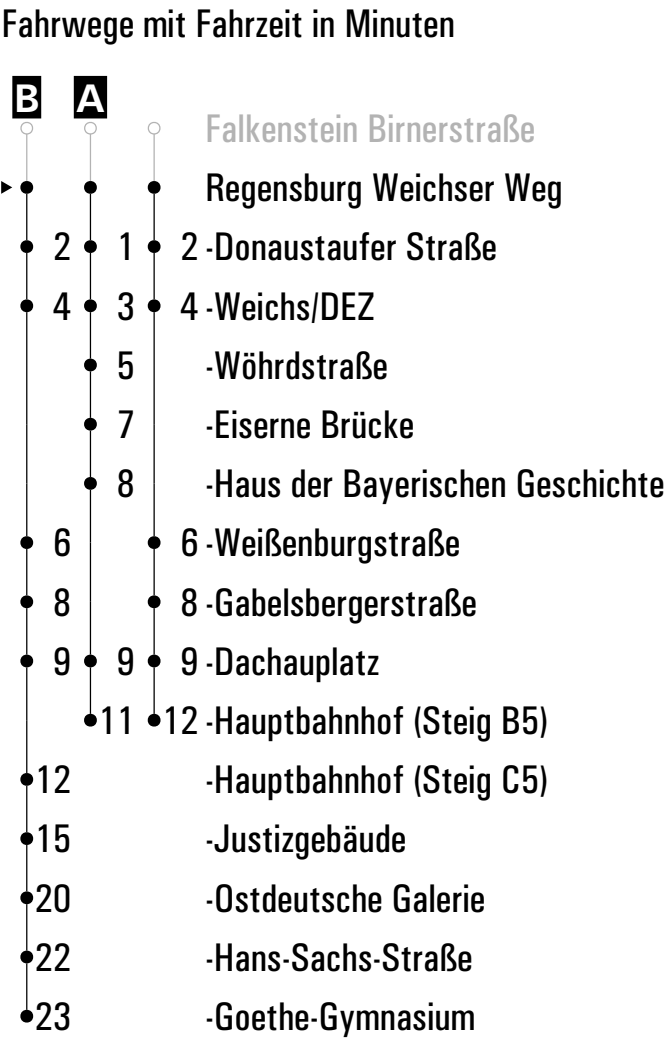 Fahrwege mit Fahrzeit in Minuten
B A
Falkenstein Birnerstraße
Regensburg Weichser Weg
2 1 2 -Donaustaufer Straße
4 3 4 -Weichs/DEZ
5 -Wöhrdstraße
7 -Eiserne Brücke
8 -Haus der Bayerischen Geschichte
6 6 -Weißenburgstraße
8 8 -Gabelsbergerstraße
9 9 9 -Dachauplatz
11 12 -Hauptbahnhof (Steig B5)
12 -Hauptbahnhof (Steig C5)
15 -Justizgebäude
20 -Ostdeutsche Galerie
22 -Hans-Sachs-Straße
23 -Goethe-Gymnasium